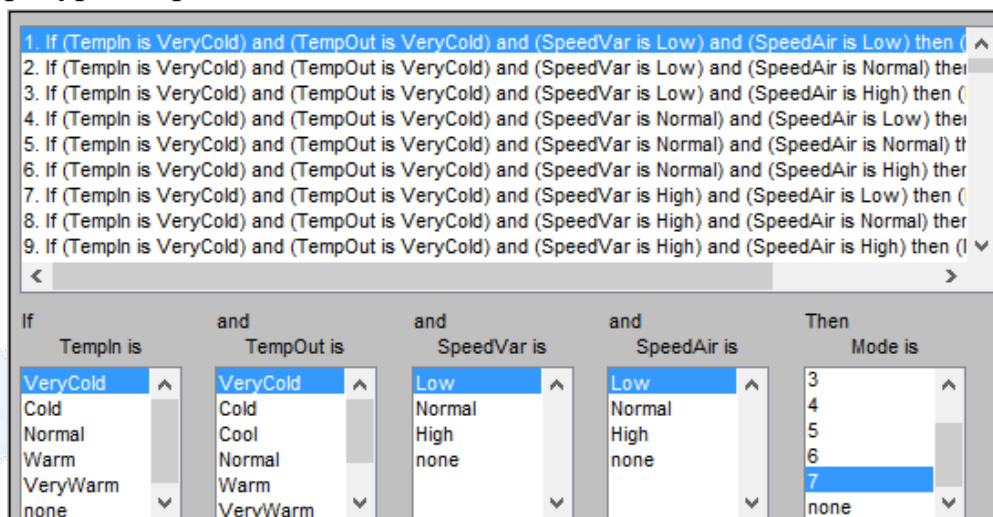 1. If (TempIn is VeryCold) and (TempOut is VeryCold) and (SpeedVar is Low) and (SpeedAir is Low) then (
2. If (TempIn is VeryCold) and (TempOut is VeryCold) and (SpeedVar is Low) and (SpeedAir is Normal) then
3. If (TempIn is VeryCold) and (TempOut is VeryCold) and (SpeedVar is Low) and (SpeedAir is High) then (
4. If (TempIn is VeryCold) and (TempOut is VeryCold) and (SpeedVar is Normal) and (SpeedAir is Low) then
5. If (TempIn is VeryCold) and (TempOut is VeryCold) and (SpeedVar is Normal) and (SpeedAir is Normal) th
6. If (TempIn is VeryCold) and (TempOut is VeryCold) and (SpeedVar is Normal) and (SpeedAir is High) then
7. If (TempIn is VeryCold) and (TempOut is VeryCold) and (SpeedVar is High) and (SpeedAir is Low) then (
8. If (TempIn is VeryCold) and (TempOut is VeryCold) and (SpeedVar is High) and (SpeedAir is Normal) then
9. If (TempIn is VeryCold) and (TempOut is VeryCold) and (SpeedVar is High) and (SpeedAir is High) then (
If
TempIn is
VeryCold
Cold
Normal
Warm
VeryWarm
none
and
TempOut is
VeryCold
Cold
Cool
Normal
Warm
VeryWarm
and
SpeedVar is
Low
Normal
High
none
and
SpeedAir is
Low
Normal
High
none
Then
Mode is
3
4
5
6
7
none